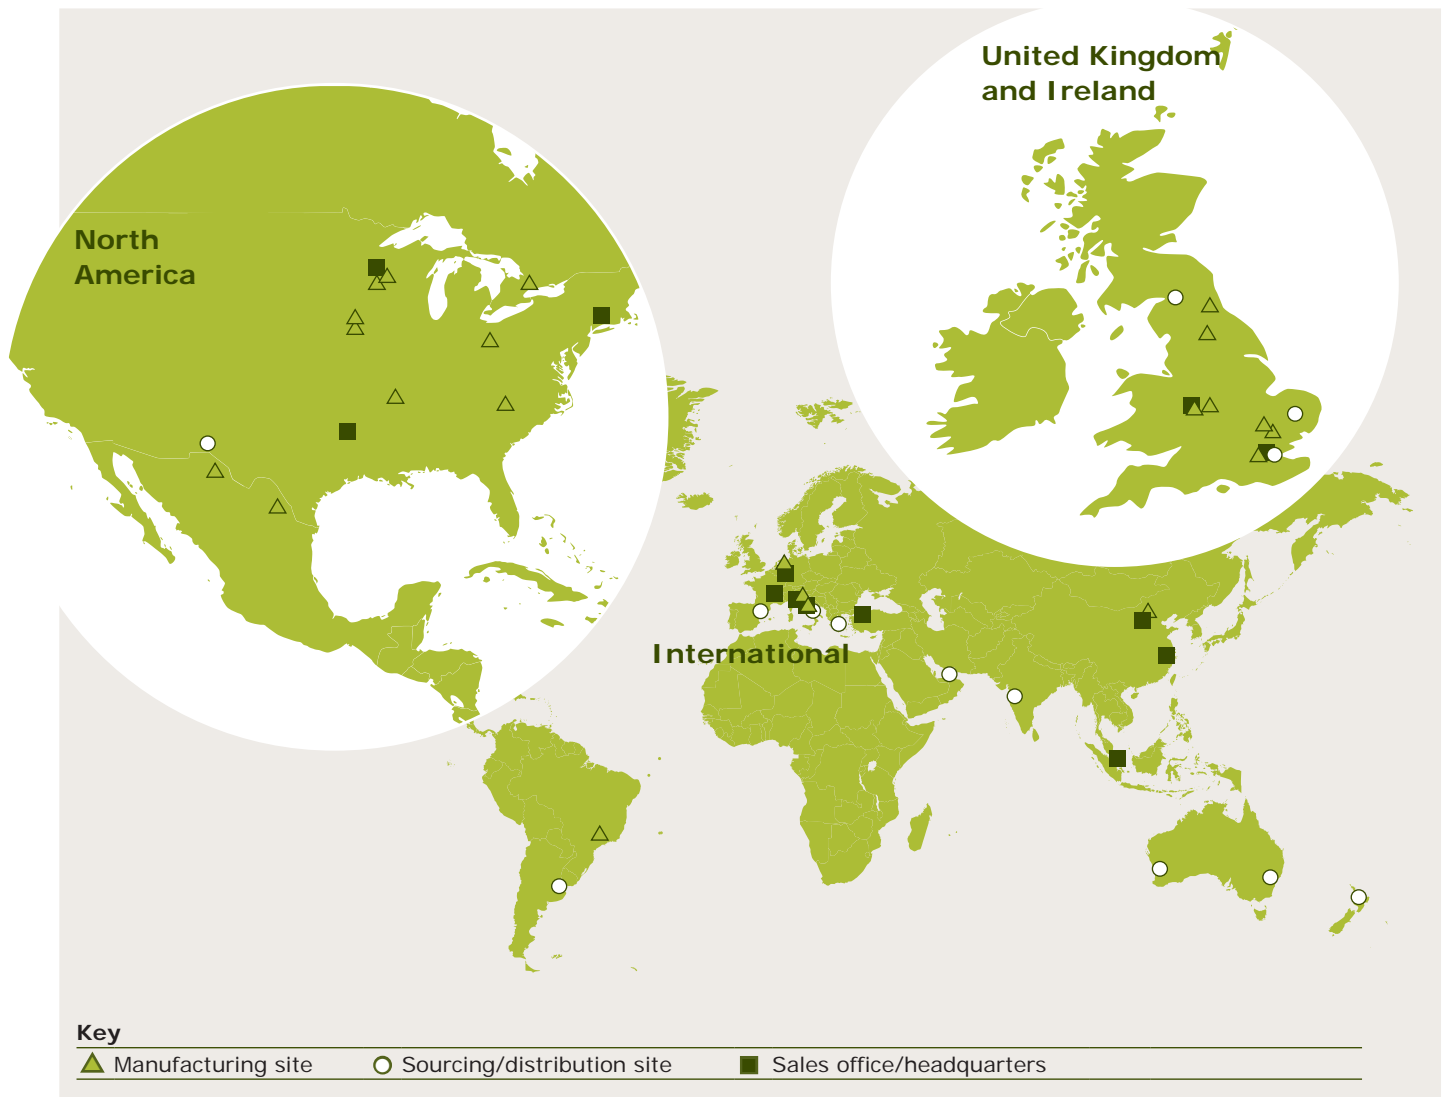 United Kingdom
and Ireland
North
America
International
Key
Manufacturing site
Sourcing/distribution site
Sales office/headquarters